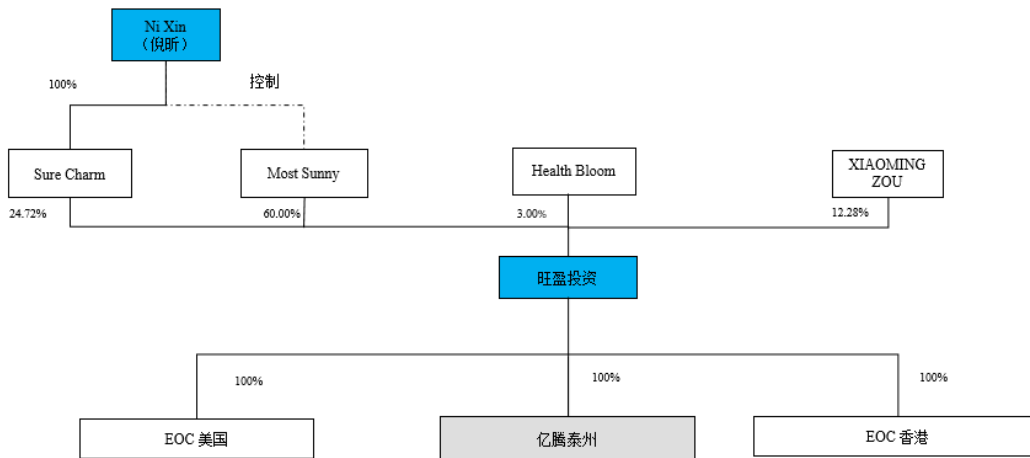 Ni Xin
（倪昕）
100%
控制
Sure Charm
Most Sunny
Health Bloom
XIAOMING
ZOU
24.72%
60.00%
3.00%
12.28%
旺盈投资
100%
100%
100%
EOC 美国
亿腾泰州
EOC 香港